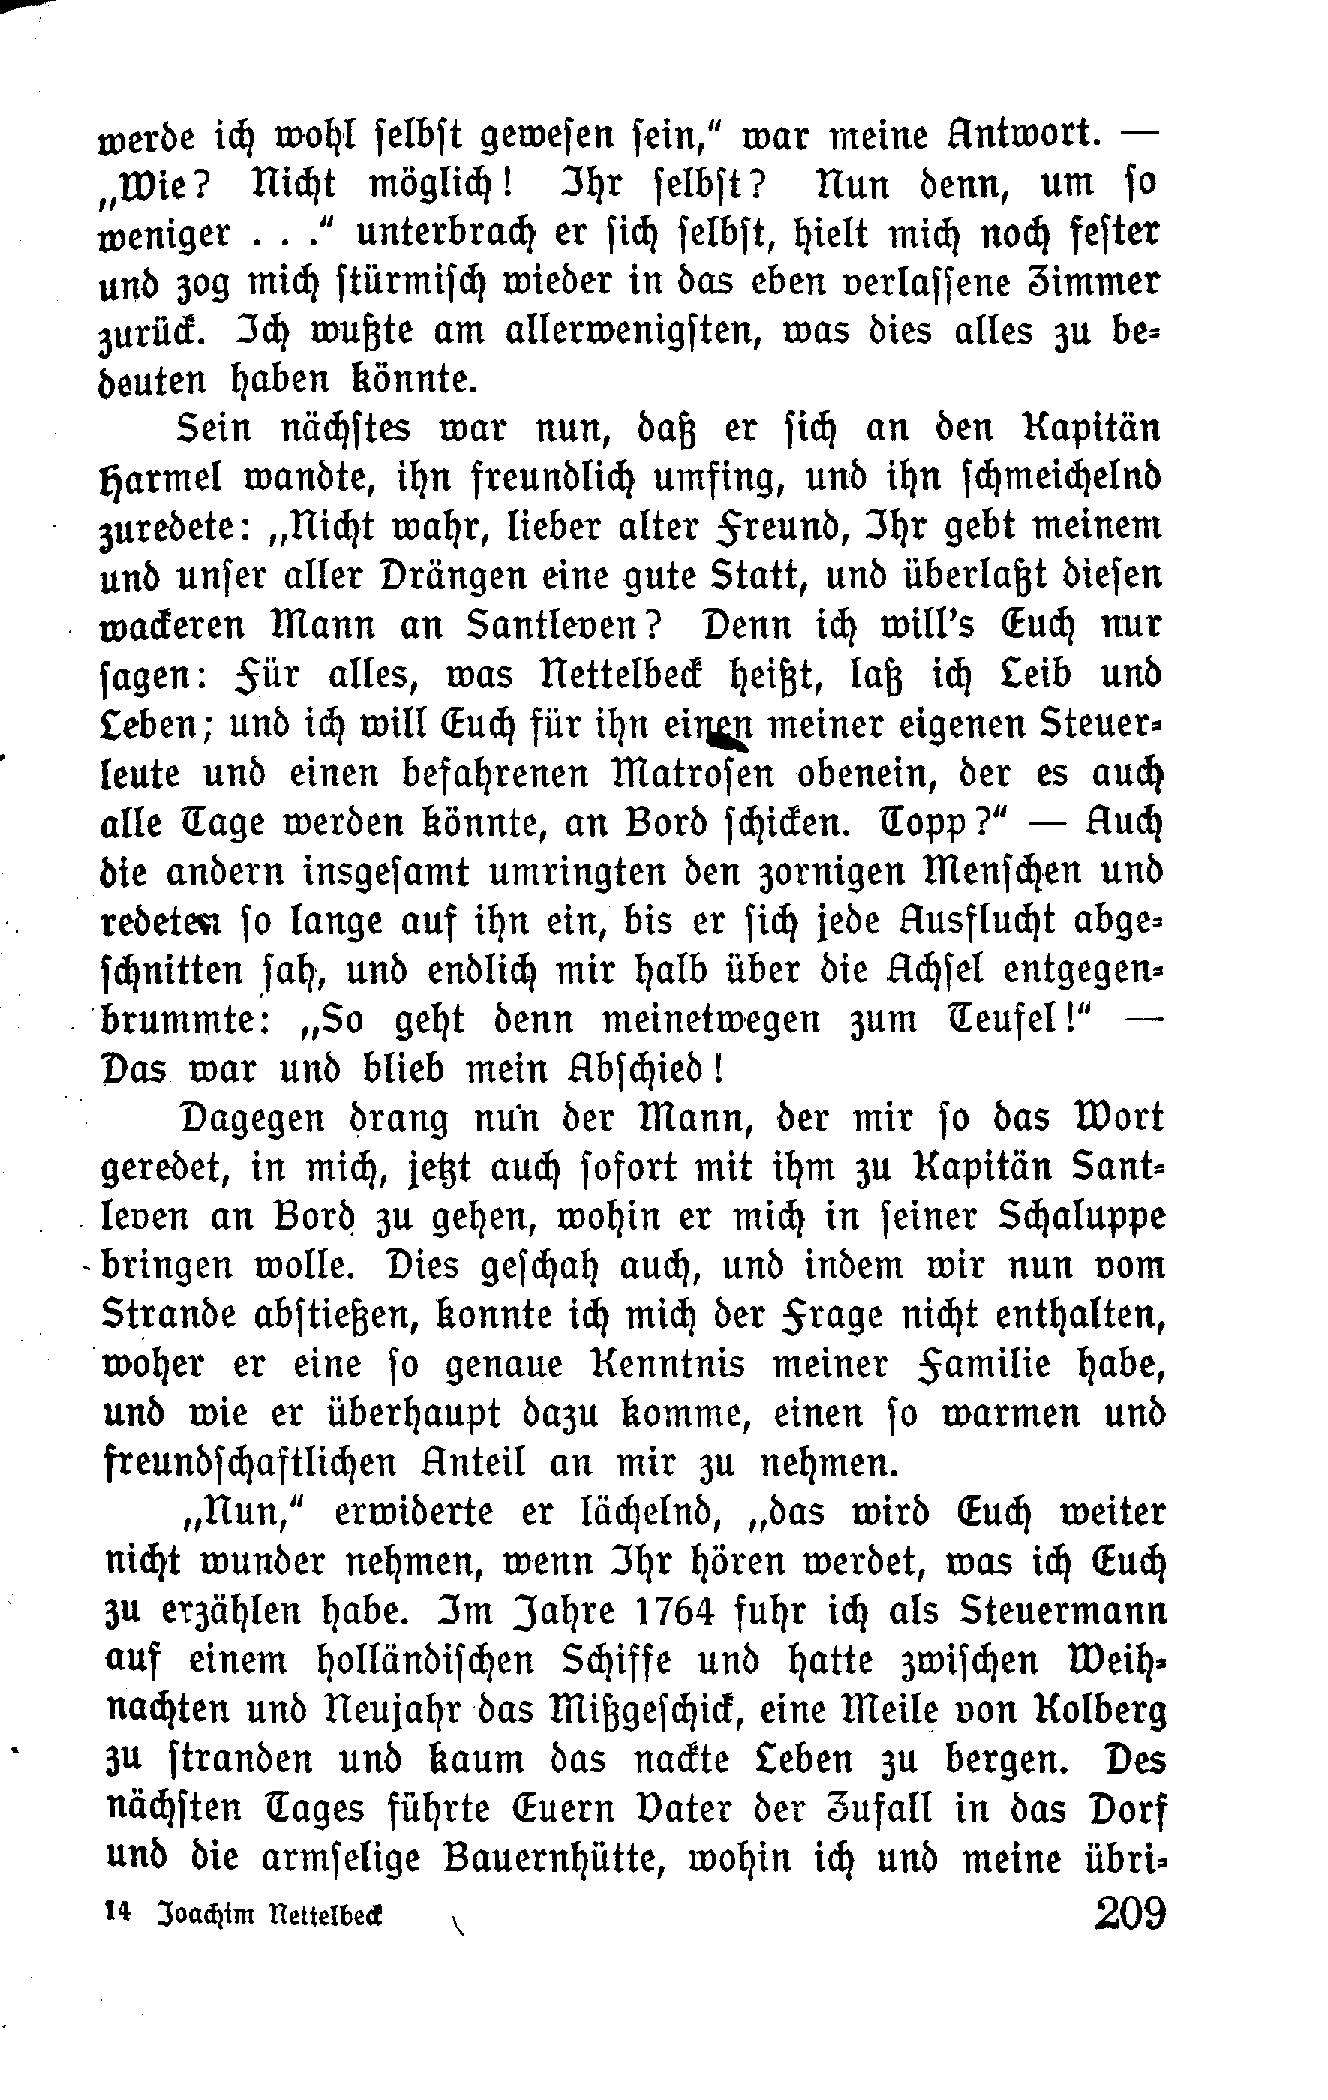 werde ich wohl selbst gewesen sein,“ war meine Antwort. —
„Wie? Nicht möglich! Ihr selbst? Nun denn, um so
weniger . . .“ unterbrach er sich selbst, hielt mich noch fester
und zog mich stürmisch wieder in das eben verlassene Zimmer
zurück. Ich wußte am allerwenigsten, was dies alles zu be-
deuten haben könnte.
Sein nächstes war nun, daß er sich an den Kapitän
Harmel wandte, ihn freundlich umfing, und ihn schmeichelnd
zuredete: „Nicht wahr, lieber alter Freund, Ihr gebt meinem
und unser aller Drängen eine gute Statt, und überlaßt diesen
wackeren Mann an Santleven? Denn ich will's Euch nur
sagen: Für alles, was Nettelbeck heißt, laß ich Leib und
Leben; und ich will Euch für ihn einen meiner eigenen Steuer-
leute und einen befahrenen Matrosen obenein, der es auch
alle Tage werden könnte, an Bord schicken. Topp?“ — Auch
die andern insgesamt umringten den zornigen Menschen und
redeten so lange auf ihn ein, bis er sich jede Ausflucht abge-
schnitten sah, und endlich mir halb über die Achsel entgegen-
brummte: „So geht denn meinetwegen zum Teufel!“ —
Das war und blieb mein Abschied!
Dagegen drang nun der Mann, der mir so das Wort
geredet, in mich, jetzt auch sofort mit ihm zu Kapitän Sant-
leven an Bord zu gehen, wohin er mich in seiner Schaluppe
bringen wolle. Dies geschah auch, und indem wir nun vom
Strande abstießen, konnte ich mich der Frage nicht enthalten,
woher er eine so genaue Kenntnis meiner Familie habe,
und wie er überhaupt dazu komme, einen so warmen und
freundschaftlichen Anteil an mir zu nehmen.
„Nun,“ erwiderte er lächelnd, „das wird Euch weiter
nicht wunder nehmen, wenn Ihr hören werdet, was ich Euch
zu erzählen habe. Im Jahre 1764 fuhr ich als Steuermann
auf einem holländischen Schiffe und hatte zwischen Weih-
nachten und Neujahr das Mißgeschick, eine Meile von Kolberg
zu stranden und kaum das nackte Leben zu bergen. Des
nächsten Tages führte Euern Vater der Zufall in das Dorf
und die armselige Bauernhütte, wohin ich und meine übri-
14 Joachim Nettelbeck 209